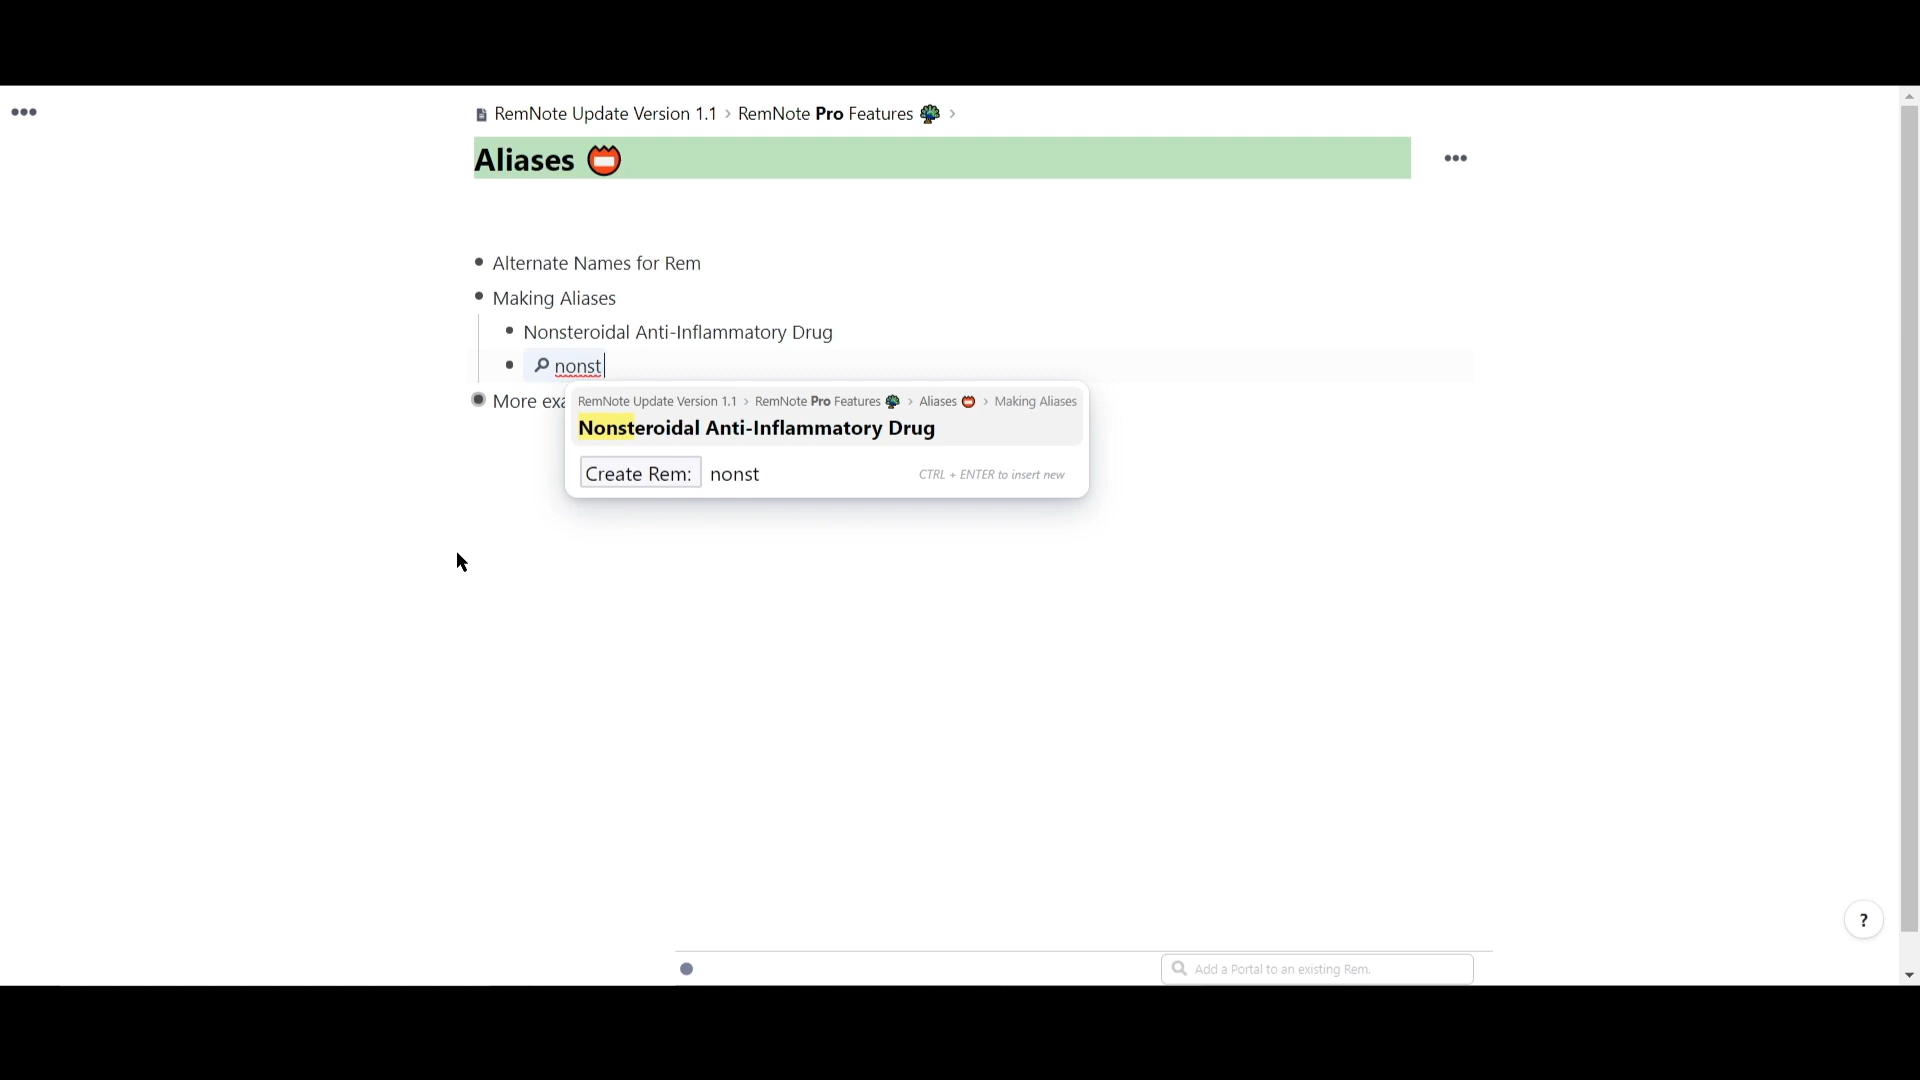 RemNote Update Version 1.1 › RemNote Pro Features 🦚 ›
Aliases 📛
Alternate Names for Rem
Making Aliases
Nonsteroidal Anti-Inflammatory Drug
nonst
More exa
RemNote Update Version 1.1 › RemNote Pro Features 🦚 › Aliases 📛 › Making Aliases
Nonsteroidal Anti-Inflammatory Drug
Create Rem: nonst CTRL + ENTER to insert new
?
Add a Portal to an existing Rem.